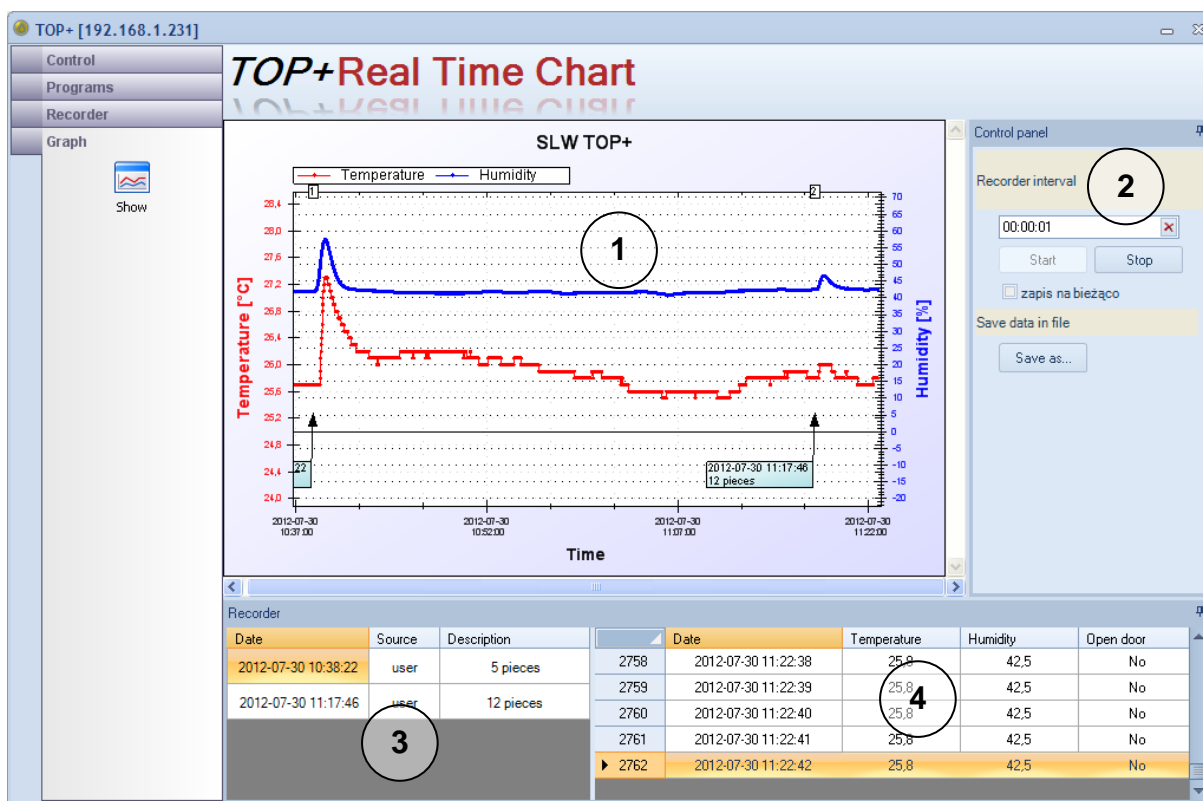 TOP+ [192.168.1.231]
Control
Programs
Recorder
Graph
Show
TOP+Real Time Chart
SLW TOP+
Temperature Humidity
1 2
28,4
28,0
27,6
27,2
26,8
26,4
26,0
25,6
25,2
24,8
24,4
24,0
Temperature [°C]
70
65
60
55
50
45
40
35
30
25
20
15
10
5
0
-5
-10
-15
-20
Humidity [%]
1
22
2012-07-30 11:17:46
12 pieces
2012-07-30 2012-07-30 2012-07-30 2012-07-30
10:37:00 10:52:00 11:07:00 11:22:00
Time
Control panel
Recorder interval
2
00:00:01
Start Stop
zapis na bieżąco
Save data in file
Save as...
Recorder
Date Source Description
2012-07-30 10:38:22 user 5 pieces
2012-07-30 11:17:46 user 12 pieces
3
Date Temperature Humidity Open door
2758 2012-07-30 11:22:38 25,8 42,5 No
2759 2012-07-30 11:22:39 25,8 42,5 No
2760 2012-07-30 11:22:40 25,8 42,5 No
2761 2012-07-30 11:22:41 25,8 42,5 No
2762 2012-07-30 11:22:42 25,8 42,5 No
4